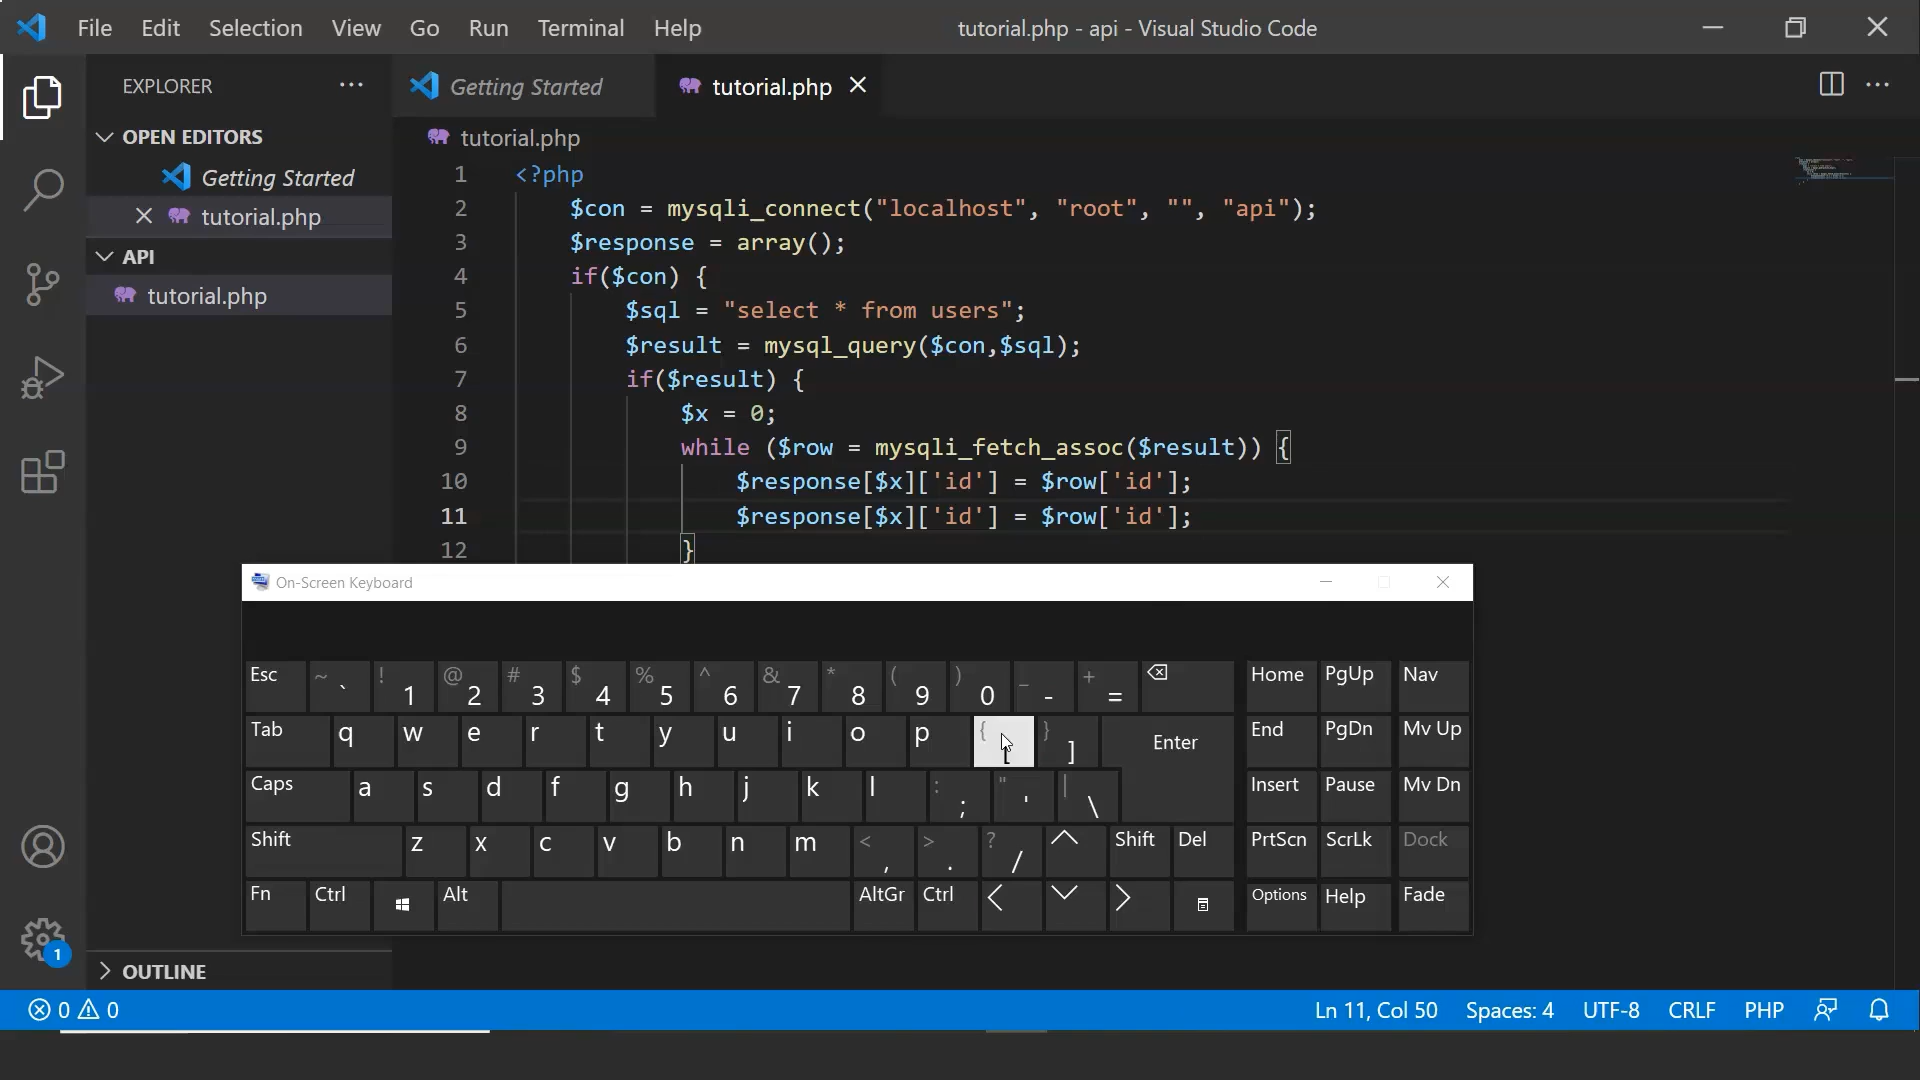 File Edit Selection View Go Run Terminal Help tutorial.php - api - Visual Studio Code
EXPLORER
OPEN EDITORS
Getting Started
tutorial.php
API
tutorial.php
OUTLINE
Getting Started tutorial.php
tutorial.php
1 <?php
2 $con = mysqli_connect("localhost", "root", "", "api");
3 $response = array();
4 if($con) {
5 $sql = "select * from users";
6 $result = mysql_query($con,$sql);
7 if($result) {
8 $x = 0;
9 while ($row = mysqli_fetch_assoc($result)) {
10 $response[$x]['id'] = $row['id'];
11 $response[$x]['id'] = $row['id'];
12 }
On-Screen Keyboard
Esc ~ ` ! 1 @ 2 # 3 $ 4 % 5 ^ 6 & 7 * 8 ( 9 ) 0 _ - + = Home PgUp Nav
Tab q w e r t y u i o p { [ } ] Enter End PgDn Mv Up
Caps a s d f g h j k l : ; " ' | \ Insert Pause Mv Dn
Shift z x c v b n m < , > . ? / Shift Del PrtScn ScrLk Dock
Fn Ctrl Alt AltGr Ctrl Options Help Fade
1
0 0 Ln 11, Col 50 Spaces: 4 UTF-8 CRLF PHP